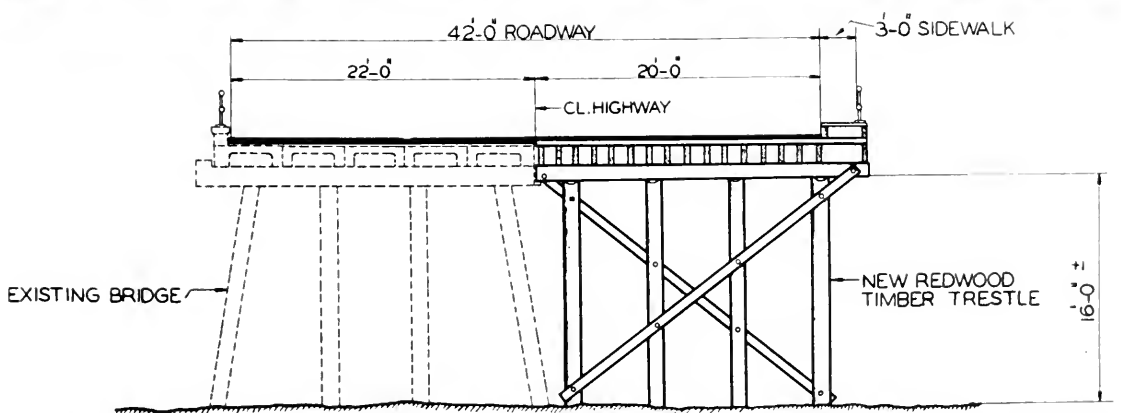 42'-0" ROADWAY
3'-0" SIDEWALK
22'-0"
20'-0"
CL. HIGHWAY
EXISTING BRIDGE
NEW REDWOOD
TIMBER TRESTLE
16'-0" ±